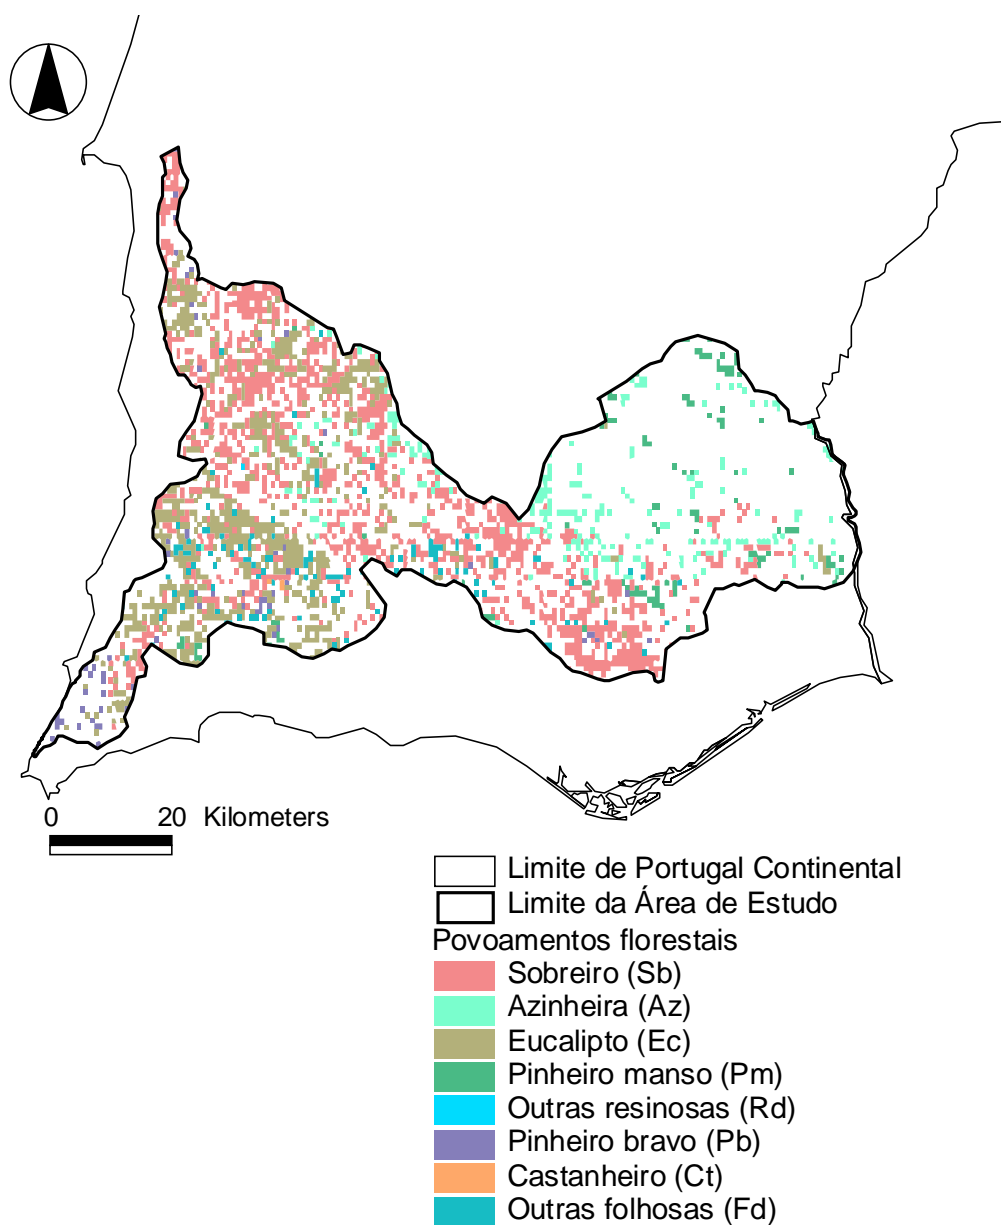 0 20 Kilometers
Limite de Portugal Continental
Limite da Área de Estudo
Povoamentos florestais
Sobreiro (Sb)
Azinheira (Az)
Eucalipto (Ec)
Pinheiro manso (Pm)
Outras resinosas (Rd)
Pinheiro bravo (Pb)
Castanheiro (Ct)
Outras folhosas (Fd)